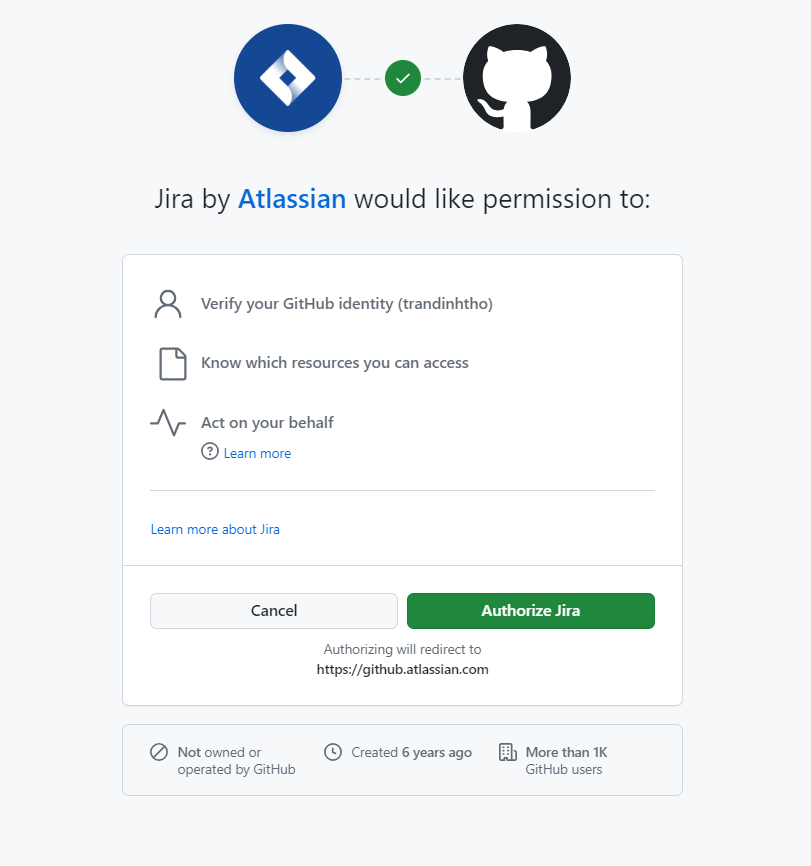 Jira by Atlassian would like permission to:
Verify your GitHub identity (trandinhtho)
Know which resources you can access
Act on your behalf
Learn more
Learn more about Jira
Cancel
Authorize Jira
Authorizing will redirect to
https://github.atlassian.com
Not owned or
operated by GitHub
Created 6 years ago
More than 1K
GitHub users